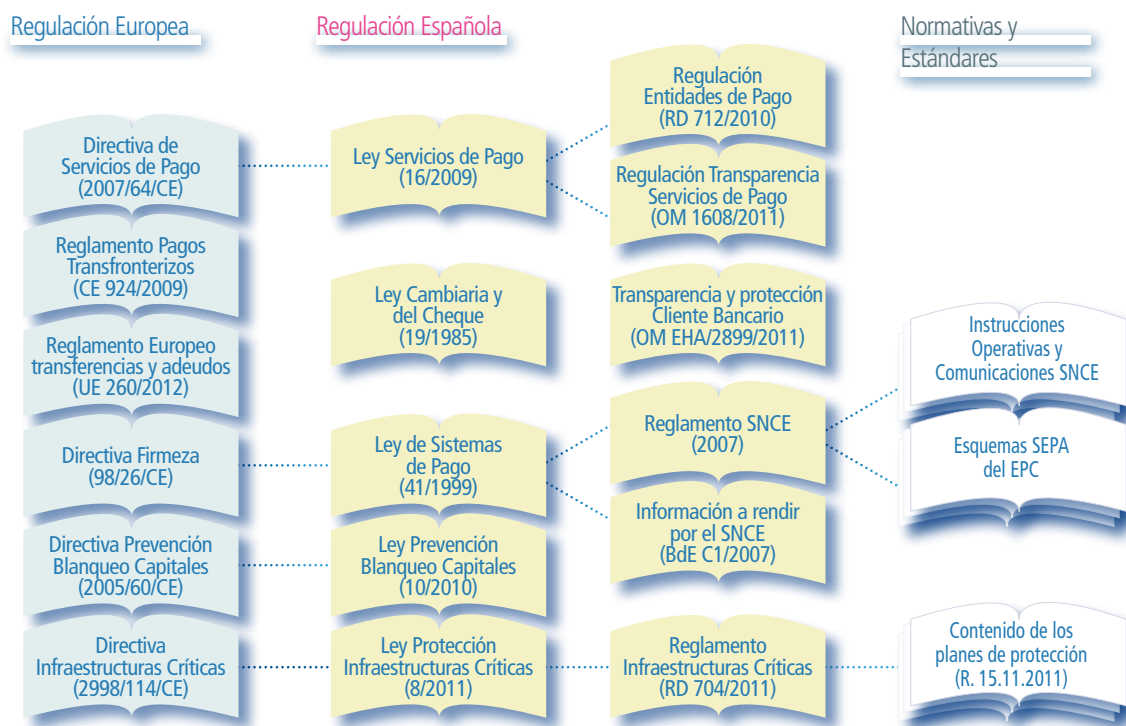 Regulación Europea
Regulación Española
Normativas y
Estándares
Directiva de
Servicios de Pago
(2007/64/CE)
Reglamento Pagos
Transfronterizos
(CE 924/2009)
Reglamento Europeo
transferencias y adeudos
(UE 260/2012)
Directiva Firmeza
(98/26/CE)
Directiva Prevención
Blanqueo Capitales
(2005/60/CE)
Directiva
Infraestructuras Críticas
(2998/114/CE)
Ley Servicios de Pago
(16/2009)
Ley Cambiaria y
del Cheque
(19/1985)
Ley de Sistemas
de Pago
(41/1999)
Ley Prevención
Blanqueo Capitales
(10/2010)
Ley Protección
Infraestructuras Críticas
(8/2011)
Regulación
Entidades de Pago
(RD 712/2010)
Regulación Transparencia
Servicios de Pago
(OM 1608/2011)
Transparencia y protección
Cliente Bancario
(OM EHA/2899/2011)
Reglamento SNCE
(2007)
Información a rendir
por el SNCE
(BdE C1/2007)
Reglamento
Infraestructuras Críticas
(RD 704/2011)
Instrucciones
Operativas y
Comunicaciones SNCE
Esquemas SEPA
del EPC
Contenido de los
planes de protección
(R. 15.11.2011)